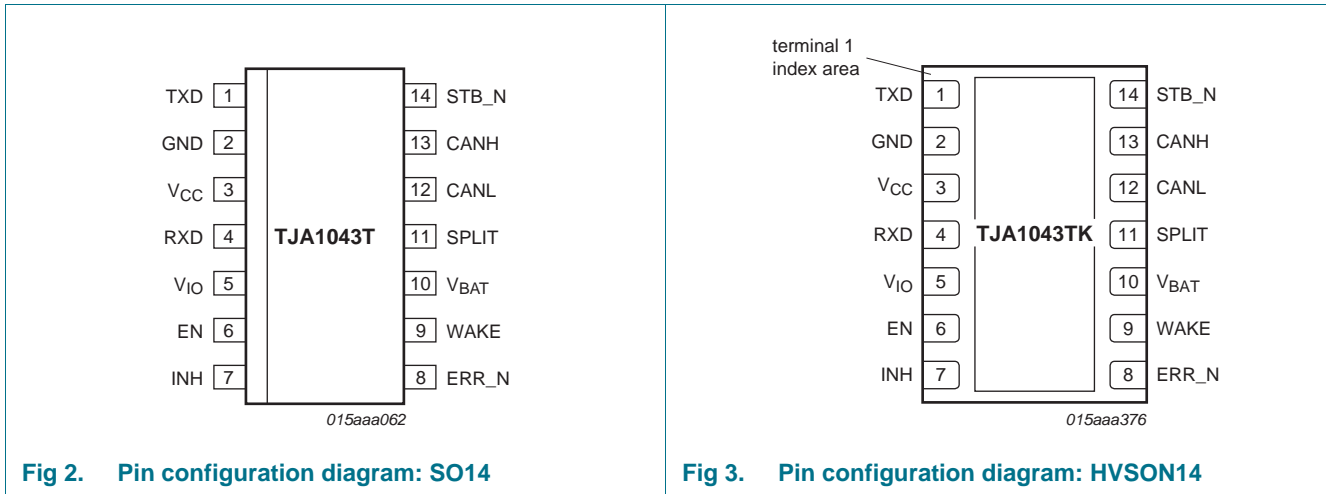 TXD 1
GND 2
VCC 3
RXD 4
VIO 5
EN 6
INH 7
TJA1043T
14 STB_N
13 CANH
12 CANL
11 SPLIT
10 VBAT
9 WAKE
8 ERR_N
015aaa062
Fig 2. Pin configuration diagram: SO14
terminal 1
index area
TXD 1
GND 2
VCC 3
RXD 4
VIO 5
EN 6
INH 7
TJA1043TK
14 STB_N
13 CANH
12 CANL
11 SPLIT
10 VBAT
9 WAKE
8 ERR_N
015aaa376
Fig 3. Pin configuration diagram: HVSON14